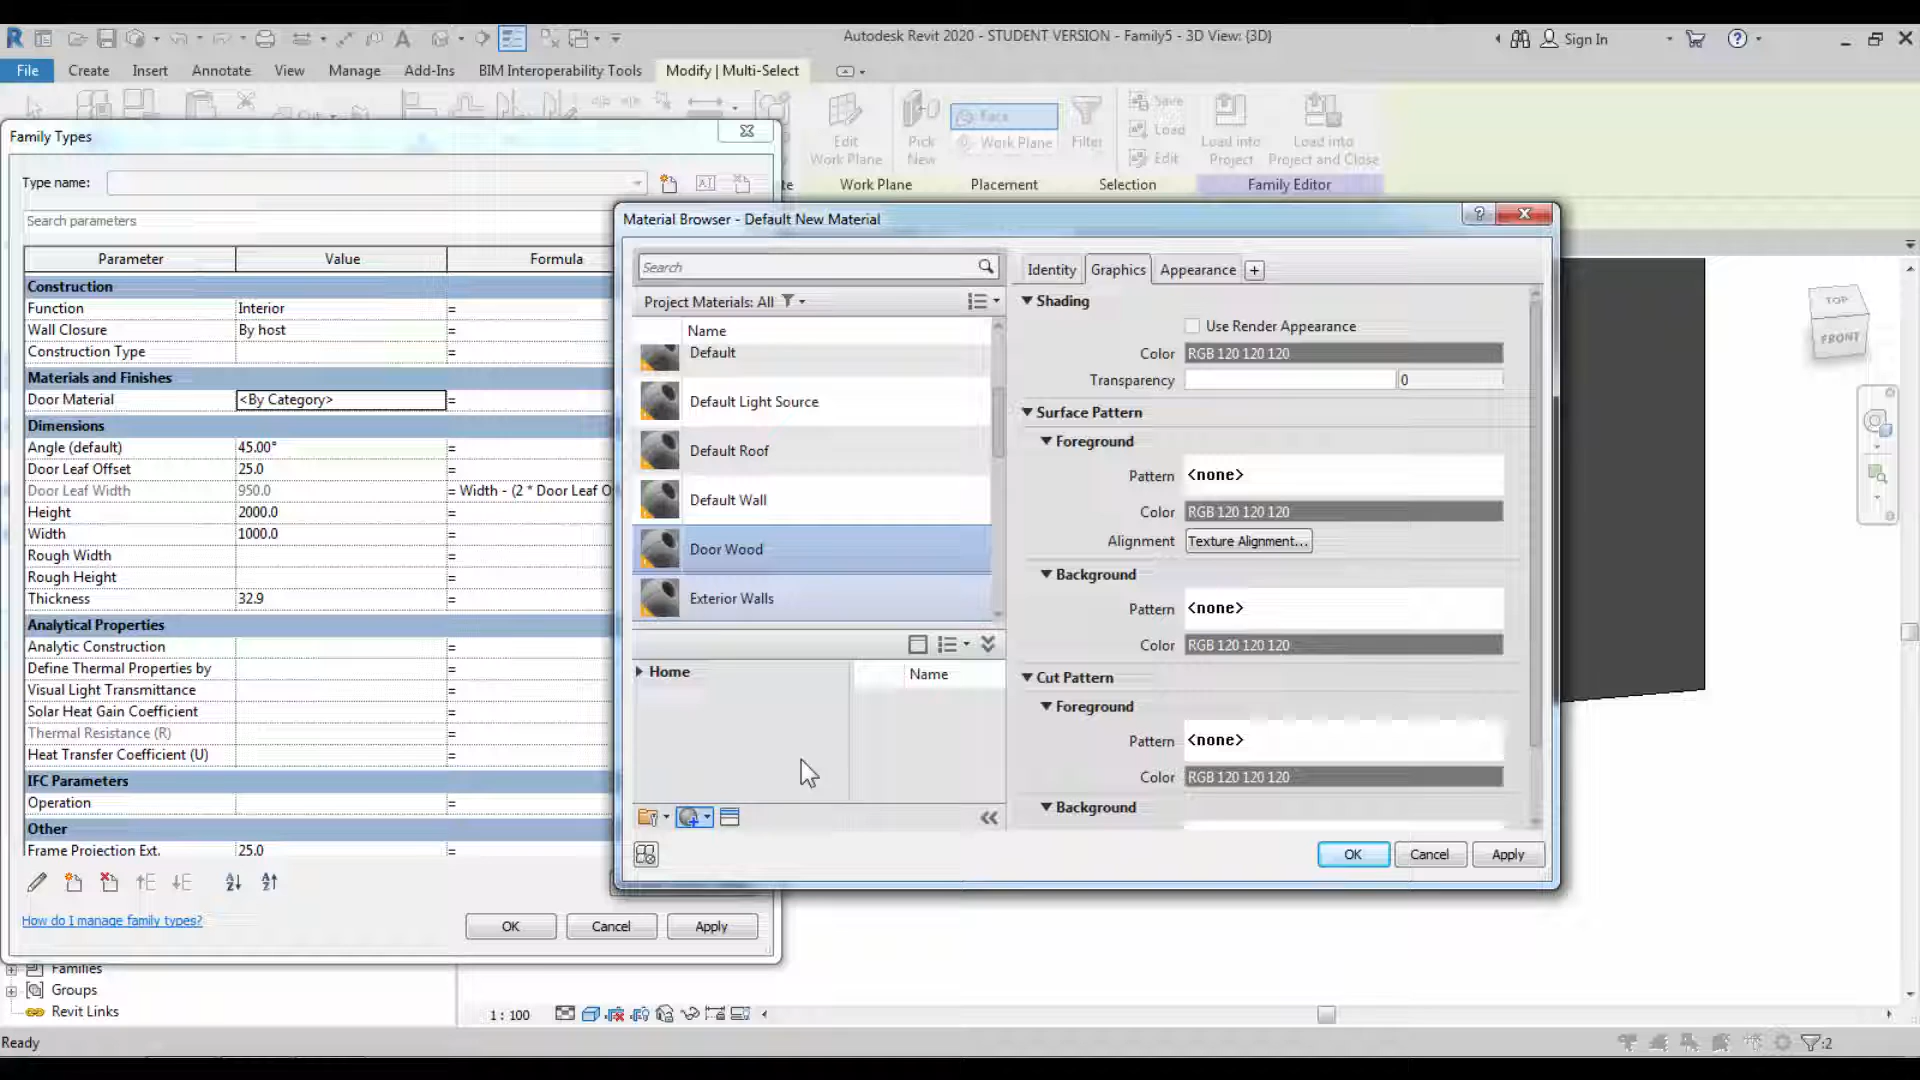 Autodesk Revit 2020 - STUDENT VERSION - Family5 - 3D View: {3D}
Sign In
File Create Insert Annotate View Manage Add-Ins BIM Interoperability Tools Modify | Multi-Select
Edit Work Plane
Pick New
Face
Work Plane
Filter
Save
Load
Edit
Load into Project
Load into Project and Close
Work Plane Placement Selection Family Editor
Family Types
Type name:
Search parameters
Parameter Value Formula
Construction
Function Interior =
Wall Closure By host =
Construction Type =
Materials and Finishes
Door Material <By Category> =
Dimensions
Angle (default) 45.00° =
Door Leaf Offset 25.0 =
Door Leaf Width 950.0 = Width - (2 * Door Leaf O
Height 2000.0 =
Width 1000.0 =
Rough Width =
Rough Height =
Thickness 32.9 =
Analytical Properties
Analytic Construction =
Define Thermal Properties by =
Visual Light Transmittance =
Solar Heat Gain Coefficient =
Thermal Resistance (R) =
Heat Transfer Coefficient (U) =
IFC Parameters
Operation =
Other
Frame Projection Ext. 25.0 =
How do I manage family types?
OK Cancel Apply
Material Browser - Default New Material
Search
Project Materials: All
Name
Default
Default Light Source
Default Roof
Default Wall
Door Wood
Exterior Walls
Home
Name
Identity Graphics Appearance +
Shading
Use Render Appearance
Color RGB 120 120 120
Transparency 0
Surface Pattern
Foreground
Pattern <none>
Color RGB 120 120 120
Alignment Texture Alignment...
Background
Pattern <none>
Color RGB 120 120 120
Cut Pattern
Foreground
Pattern <none>
Color RGB 120 120 120
Background
OK Cancel Apply
TOP
FRONT
Families
Groups
Revit Links
1 : 100
Ready
:2